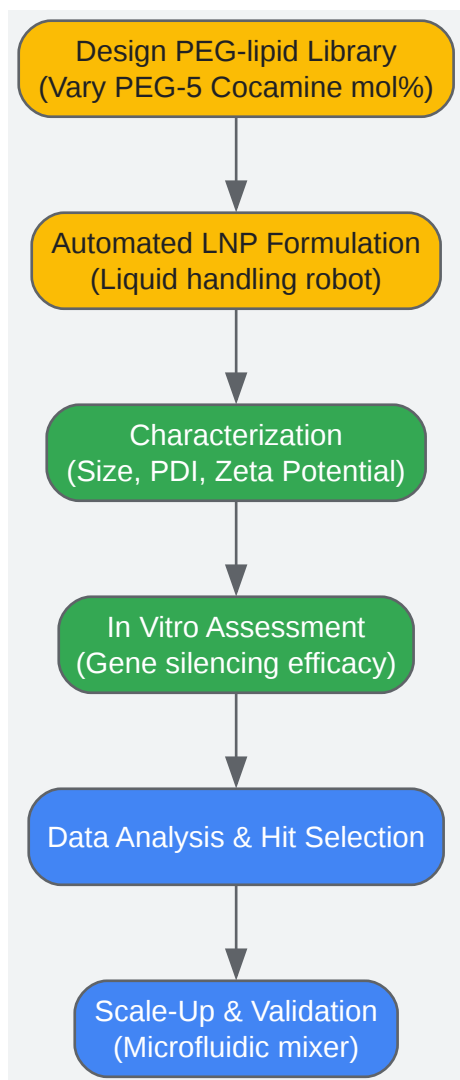 Design PEG-lipid Library
(Vary PEG-5 Cocamine mol%)
Automated LNP Formulation
(Liquid handling robot)
Characterization
(Size, PDI, Zeta Potential)
In Vitro Assessment
(Gene silencing efficacy)
Data Analysis & Hit Selection
Scale-Up & Validation
(Microfluidic mixer)